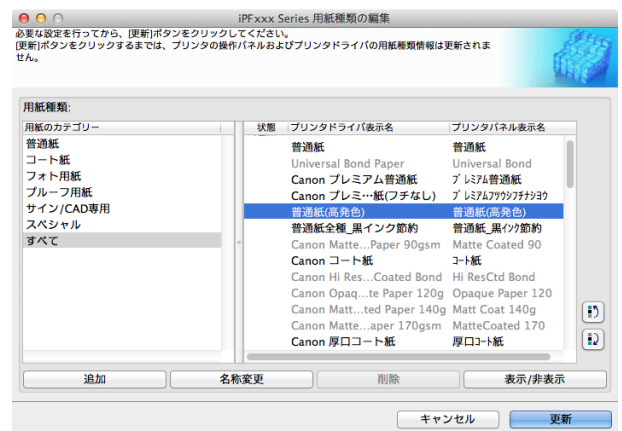 iPFxxx Series 用紙種類の編集
必要な設定を行ってから、[更新]ボタンをクリックしてください。
[更新]ボタンをクリックするまでは、プリンタの操作パネルおよびプリンタドライバの用紙種類情報は更新されま
せん。
用紙種類:
用紙のカテゴリー
普通紙
コート紙
フォト用紙
プルーフ用紙
サイン/CAD専用
スペシャル
すべて
状態 プリンタドライバ表示名 プリンタパネル表示名
普通紙 普通紙
Universal Bond Paper Universal Bond
Canon プレミアム普通紙 プレミアム普通紙
Canon プレミ…紙(フチなし) プレミアムフツウシフチナシヨウ
普通紙(高発色) 普通紙(高発色)
普通紙全種_黒インク節約 普通紙_黒インク節約
Canon Matte...Paper 90gsm Matte Coated 90
Canon コート紙 コート紙
Canon Hi Res...Coated Bond Hi ResCtd Bond
Canon Opaq...te Paper 120g Opaque Paper 120
Canon Matt...ted Paper 140g Matt Coat 140g
Canon Matte...aper 170gsm MatteCoated 170
Canon 厚口コート紙 厚口コート紙
追加 名称変更 削除 表示/非表示
キャンセル 更新